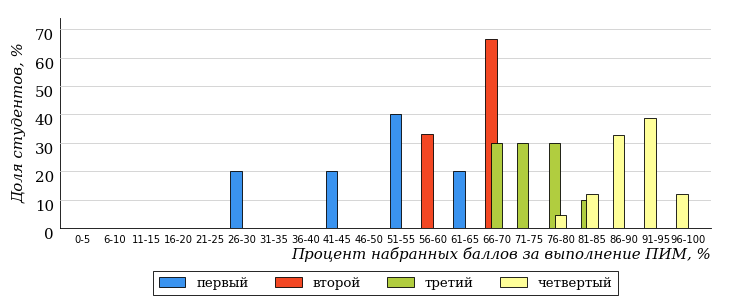 Доля студентов, %
70
60
50
40
30
20
10
0
0-5 6-10 11-15 16-20 21-25 26-30 31-35 36-40 41-45 46-50 51-55 56-60 61-65 66-70 71-75 76-80 81-85 86-90 91-95 96-100
Процент набранных баллов за выполнение ПИМ, %
первый второй третий четвертый